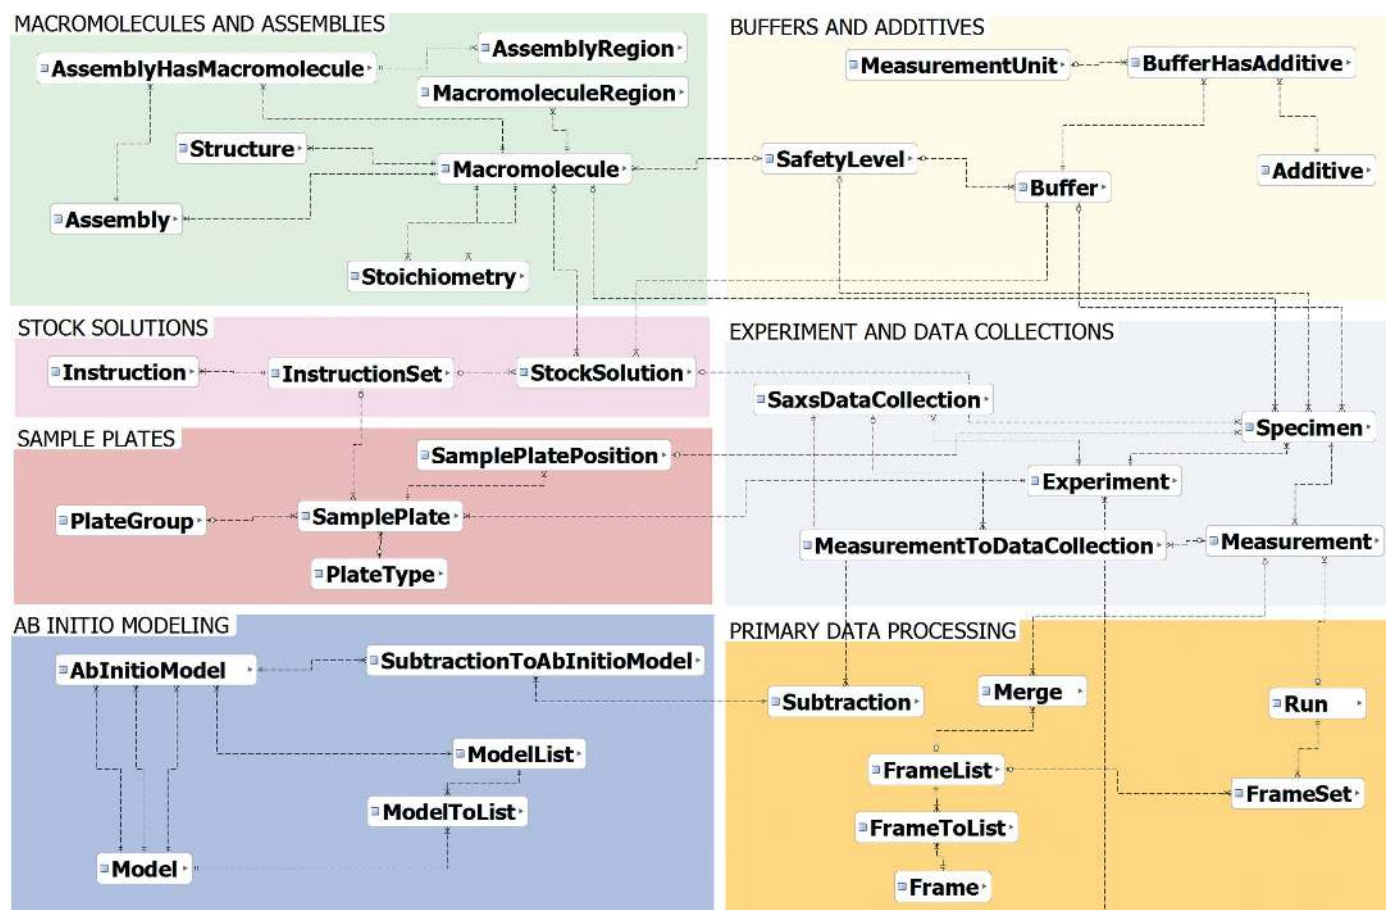 MACROMOLECULES AND ASSEMBLIES
AssemblyHasMacromolecule
AssemblyRegion
MacromoleculeRegion
Structure
Macromolecule
Assembly
Stoichiometry
BUFFERS AND ADDITIVES
MeasurementUnit
BufferHasAdditive
SafetyLevel
Buffer
Additive
STOCK SOLUTIONS
Instruction
InstructionSet
StockSolution
EXPERIMENT AND DATA COLLECTIONS
SaxsDataCollection
Specimen
Experiment
MeasurementToDataCollection
Measurement
SAMPLE PLATES
SamplePlatePosition
PlateGroup
SamplePlate
PlateType
AB INITIO MODELING
AbInitioModel
SubtractionToAbInitioModel
ModelList
ModelToList
Model
PRIMARY DATA PROCESSING
Subtraction
Merge
Run
FrameList
FrameSet
FrameToList
Frame